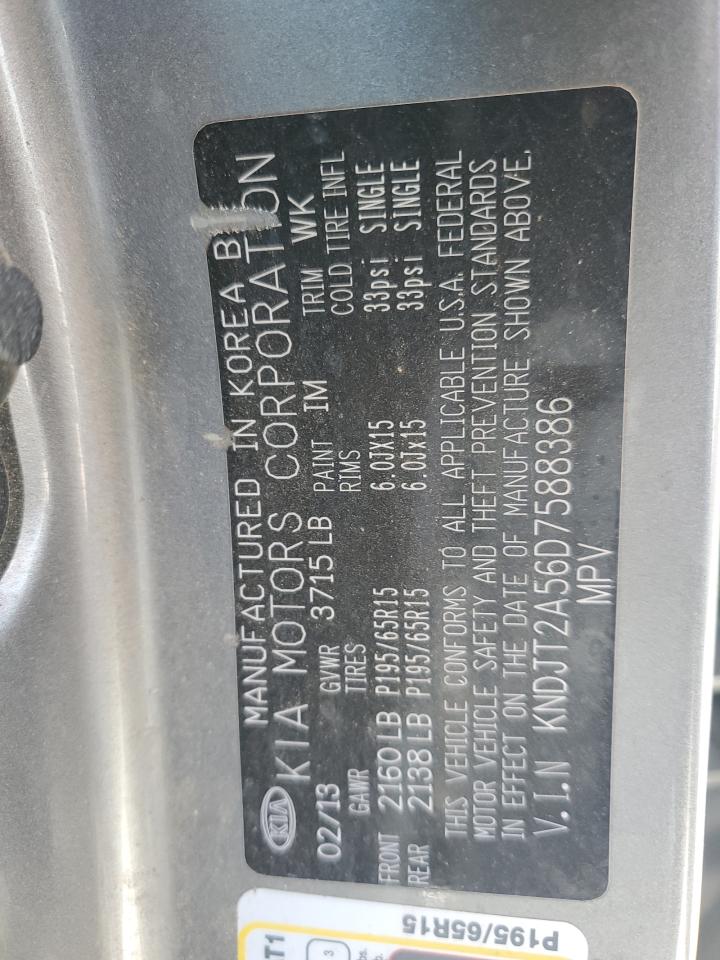 MANUFACTURED IN KOREA B
KIA KIA MOTORS CORPORATION
02/13 GVWR 3715 LB PAINT IM TRIM WK
GAWR TIRES RIMS COLD TIRE INFL
FRONT 2160 LB P195/65R15 6.0JX15 33psi SINGLE
REAR 2138 LB P195/65R15 6.0Jx15 33psi SINGLE
THIS VEHICLE CONFORMS TO ALL APPLICABLE U.S.A. FEDERAL
MOTOR VEHICLE SAFETY AND THEFT PREVENTION STANDARDS
IN EFFECT ON THE DATE OF MANUFACTURE SHOWN ABOVE.
V.I.N KNDJT2A56D7588386
MPV
P195/65R15
3